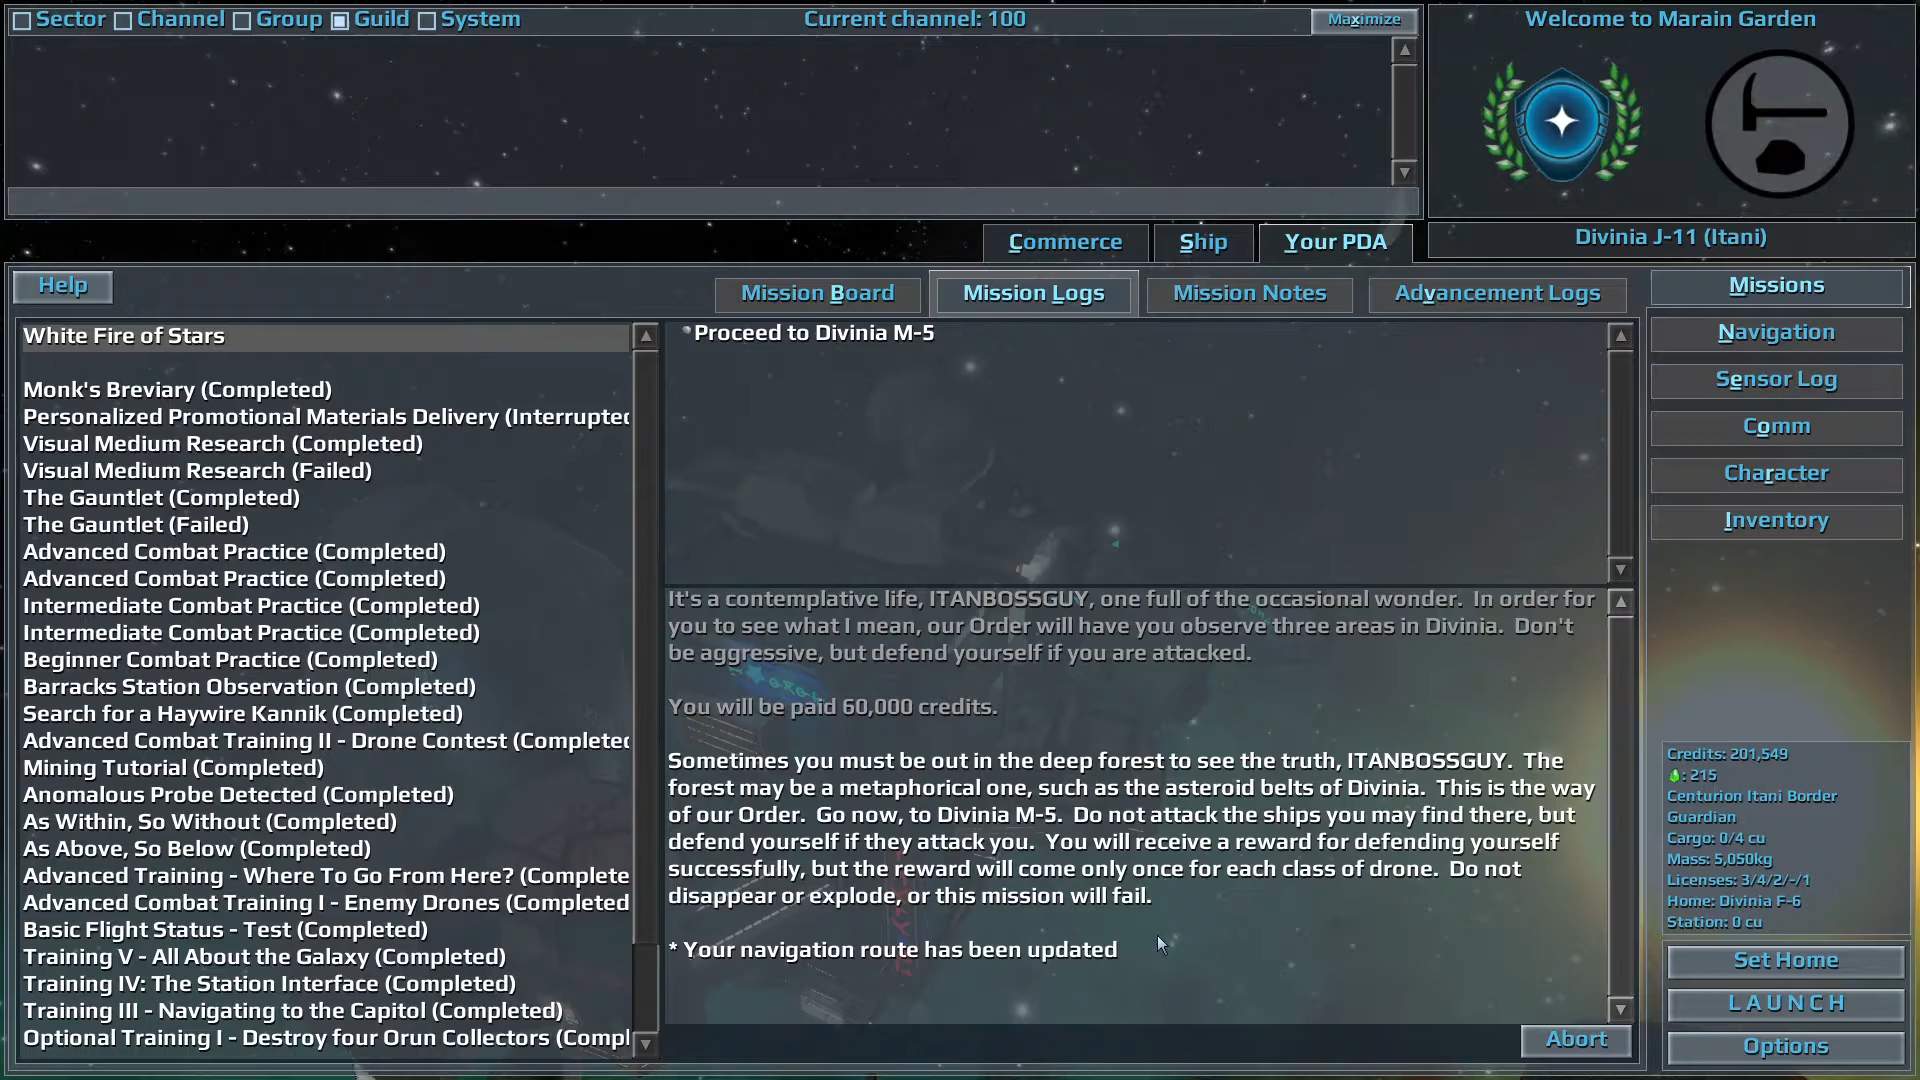 Sector Channel Group Guild System
Current channel: 100
Maximize
Welcome to Marain Garden
Commerce
Ship
Your PDA
Divinia J-11 (Itani)
Help
Mission Board
Mission Logs
Mission Notes
Advancement Logs
Missions
Navigation
Sensor Log
Comm
Character
Inventory
White Fire of Stars
Monk's Breviary (Completed)
Personalized Promotional Materials Delivery (Interrupted
Visual Medium Research (Completed)
Visual Medium Research (Failed)
The Gauntlet (Completed)
The Gauntlet (Failed)
Advanced Combat Practice (Completed)
Advanced Combat Practice (Completed)
Intermediate Combat Practice (Completed)
Intermediate Combat Practice (Completed)
Beginner Combat Practice (Completed)
Barracks Station Observation (Completed)
Search for a Haywire Kannik (Completed)
Advanced Combat Training II - Drone Contest (Completed
Mining Tutorial (Completed)
Anomalous Probe Detected (Completed)
As Within, So Without (Completed)
As Above, So Below (Completed)
Advanced Training - Where To Go From Here? (Complete
Advanced Combat Training I - Enemy Drones (Completed
Basic Flight Status - Test (Completed)
Training V - All About the Galaxy (Completed)
Training IV: The Station Interface (Completed)
Training III - Navigating to the Capitol (Completed)
Optional Training I - Destroy four Orun Collectors (Compl
*Proceed to Divinia M-5
It's a contemplative life, ITANBOSSGUY, one full of the occasional wonder. In order for
you to see what I mean, our Order will have you observe three areas in Divinia. Don't
be aggressive, but defend yourself if you are attacked.
You will be paid 60,000 credits.
Sometimes you must be out in the deep forest to see the truth, ITANBOSSGUY. The
forest may be a metaphorical one, such as the asteroid belts of Divinia. This is the way
of our Order. Go now, to Divinia M-5. Do not attack the ships you may find there, but
defend yourself if they attack you. You will receive a reward for defending yourself
successfully, but the reward will come only once for each class of drone. Do not
disappear or explode, or this mission will fail.
* Your navigation route has been updated
Abort
Credits: 201,549
: 215
Centurion Itani Border
Guardian
Cargo: 0/4 cu
Mass: 5,050kg
Licenses: 3/4/2/-/1
Home: Divinia F-6
Station: 0 cu
Set Home
LAUNCH
Options